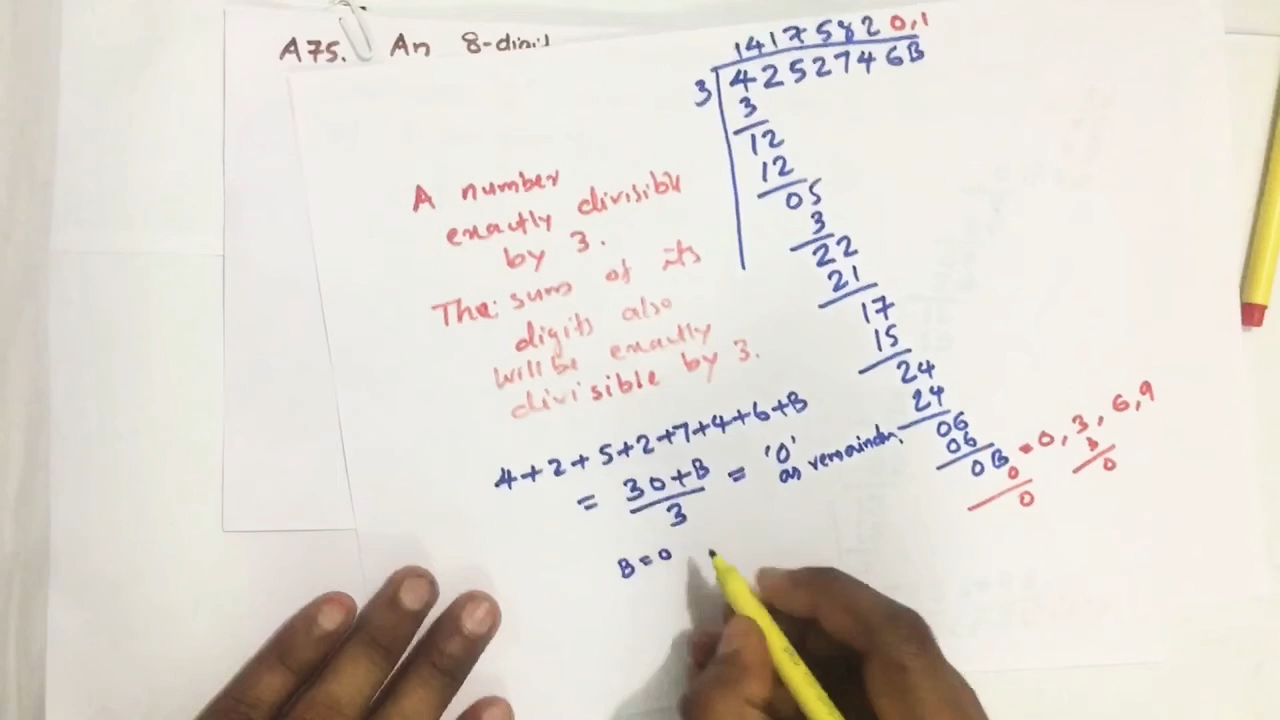 A75. An 8-digit
1417582 0,1
3 4252746B
3
12
12
05
3
22
21
17
15
24
24
06
06
0B = 0, 3, 6, 9
0 3
0 0
A number
exactly divisible
by 3.
The: sum of its
digits also
will be exactly
divisible by 3.
4+2+5+2+7+4+6+B
= 30+B = '0'
3 as remainder.
B = 0